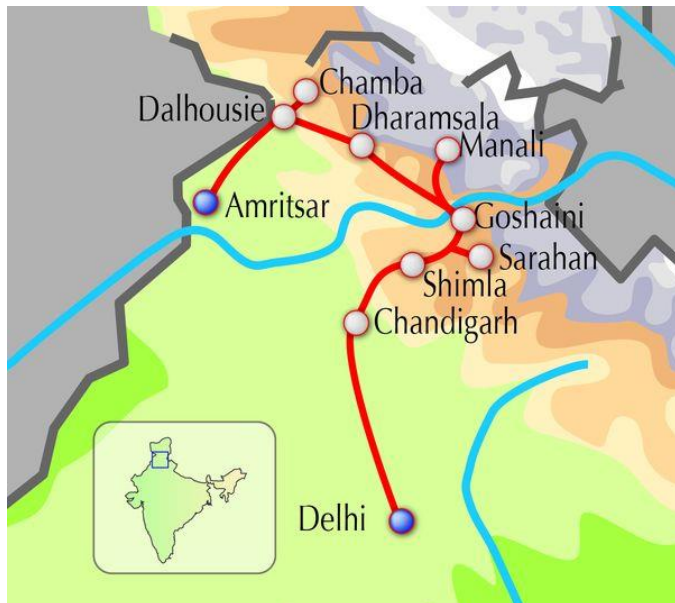 Chamba
Dalhousie
Dharamsala
Manali
Amritsar
Goshaini
Sarahan
Shimla
Chandigarh
Delhi